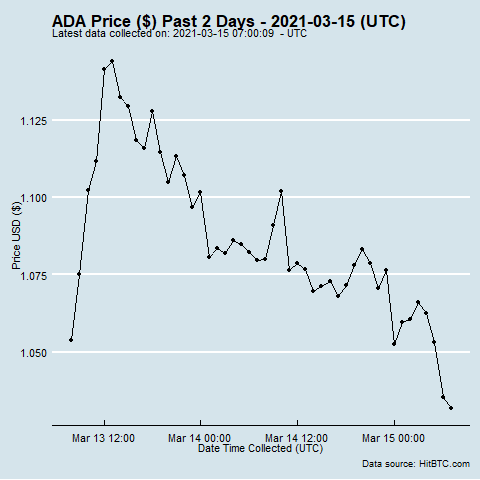 ADA Price ($) Past 2 Days - 2021-03-15 (UTC)
Latest data collected on: 2021-03-15 07:00:09 - UTC
1.125
1.100
1.075
1.050
Price USD ($)
Mar 13 12:00 Mar 14 00:00 Mar 14 12:00 Mar 15 00:00
Date Time Collected (UTC)
Data source: HitBTC.com